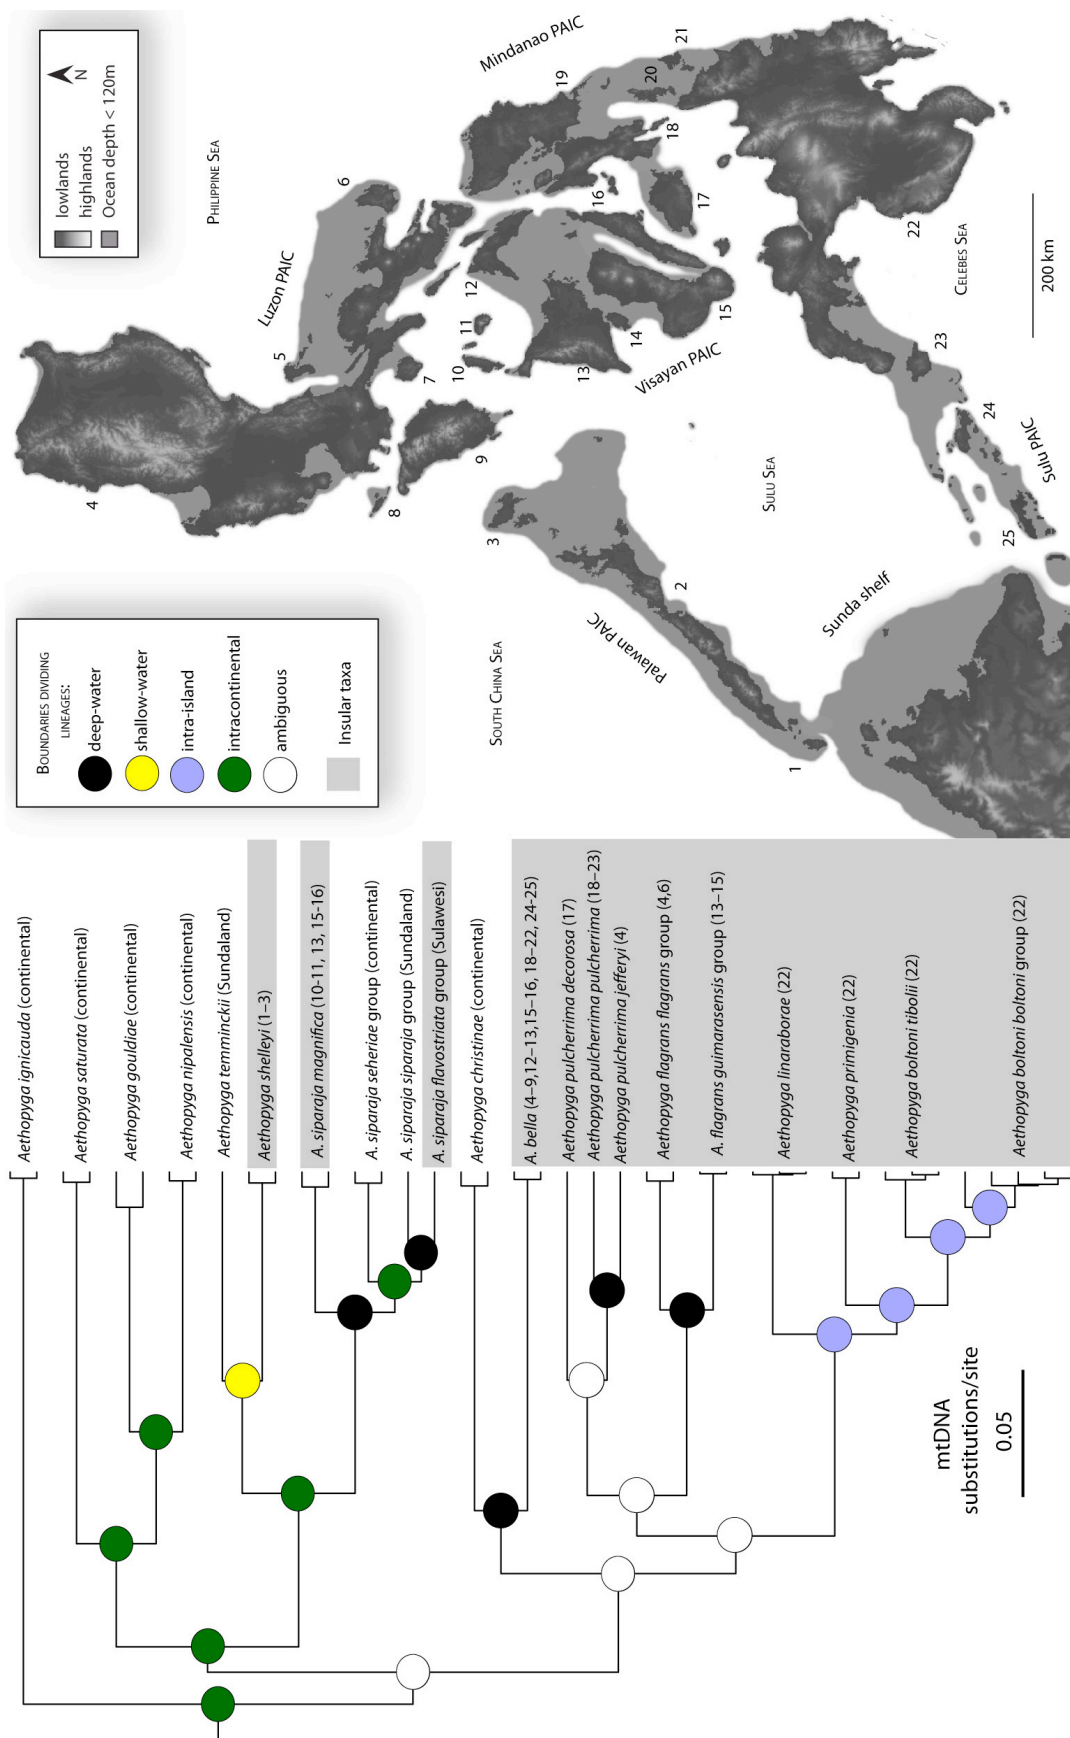 Aethopyga ignicauda (continental)
Aethopyga saturata (continental)
Aethopyga gouldiae (continental)
Aethopyga nipalensis (continental)
Aethopyga temminckii (Sundaland)
Aethopyga shelleyi (1–3)
A. siparaja magnifica (10-11, 13, 15-16)
A. siparaja seheriae group (continental)
A. siparaja siparaja group (Sundaland)
A. siparaja flavostriata group (Sulawesi)
Aethopyga christinae (continental)
A. bella (4–9,12–13,15–16, 18–22, 24-25)
Aethopyga pulcherrima decorosa (17)
Aethopyga pulcherrima pulcherrima (18–23)
Aethopyga pulcherrima jefferyi (4)
Aethopyga flagrans flagrans group (4,6)
A. flagrans guimarasensis group (13–15)
Aethopyga linaraborae (22)
Aethopyga primigenia (22)
Aethopyga boltoni tibolii (22)
Aethopyga boltoni boltoni group (22)
mtDNA
substitutions/site
0.05
BOUNDARIES DIVIDING
LINEAGES:
deep-water
shallow-water
intra-island
intracontinental
ambiguous
Insular taxa
lowlands
highlands
Ocean depth < 120m
N
PHILIPPINE SEA
SOUTH CHINA SEA
SULU SEA
CELEBES SEA
Luzon PAIC
Mindanao PAIC
Visayan PAIC
Palawan PAIC
Sulu PAIC
Sunda shelf
200 km
1
2
3
4
5
6
7
8
9
10
11
12
13
14
15
16
17
18
19
20
21
22
23
24
25